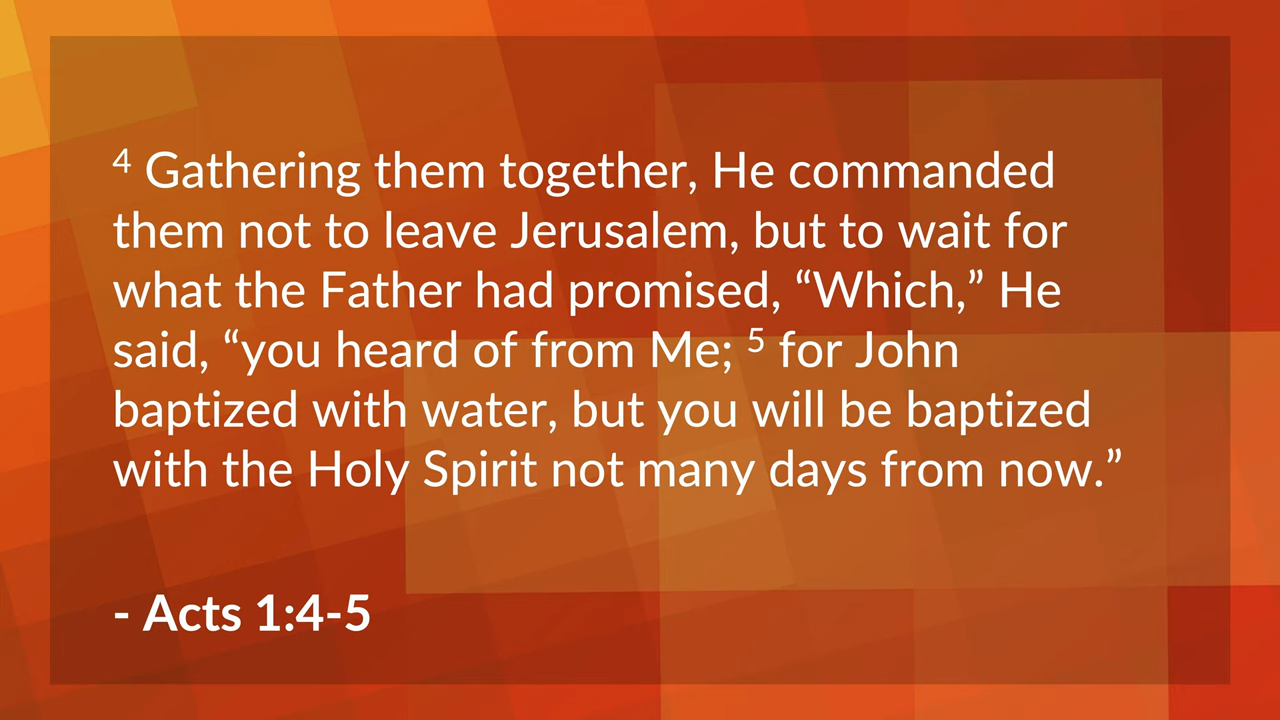 4 Gathering them together, He commanded
them not to leave Jerusalem, but to wait for
what the Father had promised, “Which,” He
said, “you heard of from Me; 5 for John
baptized with water, but you will be baptized
with the Holy Spirit not many days from now.”
- Acts 1:4-5